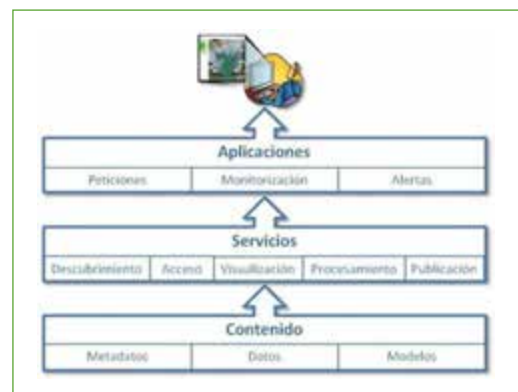 Aplicaciones
Peticiones Monitorización Alertas
Servicios
Descubrimiento Acceso Visualización Procesamiento Publicación
Contenido
Metadatos Datos Modelos